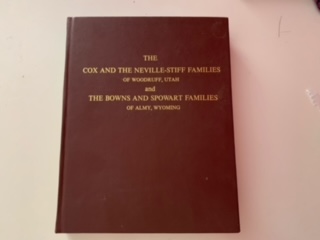 THE
COX AND THE NEVILLE-STIFF FAMILIES
OF WOODRUFF, UTAH
and
THE BOWNS AND SPOWART FAMILIES
OF ALMY, WYOMING